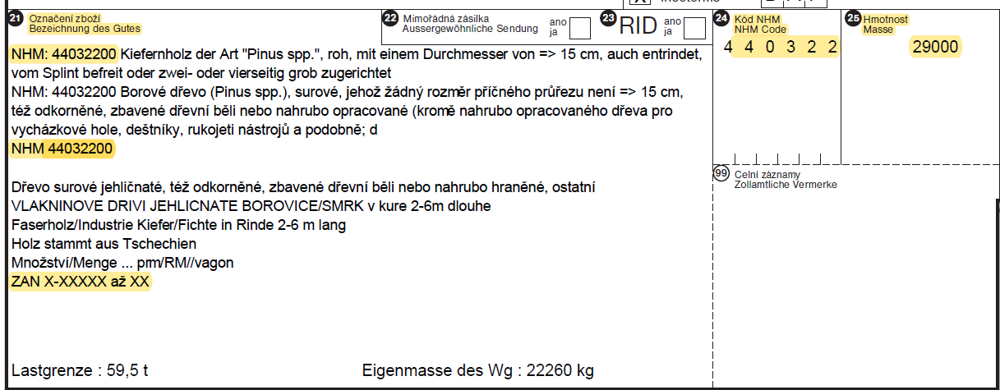 21 Označení zboží
Bezeichnung des Gutes
22 Mimořádná zásilka
Aussergewöhnliche Sendung
ano
ja
23 RID
ano
ja
24 Kód NHM
NHM Code
4 4 0 3 2 2
25 Hmotnost
Masse
29000
NHM: 44032200 Kiefernholz der Art "Pinus spp.", roh, mit einem Durchmesser von => 15 cm, auch entrindet,
vom Splint befreit oder zwei- oder vierseitig grob zugerichtet
NHM: 44032200 Borové dřevo (Pinus spp.), surové, jehož žádný rozměr příčného průřezu není => 15 cm,
též odkorněné, zbavené dřevní běli nebo nahrubo opracované (kromě nahrubo opracovaného dřeva pro
vycházkové hole, deštníky, rukojeti nástrojů a podobně; d
NHM 44032200
99 Celní záznamy
Zollamtliche Vermerke
Dřevo surové jehličnaté, též odkorněné, zbavené dřevní běli nebo nahrubo hraněné, ostatní
VLAKNINOVE DRIVI JEHLICNATE BOROVICE/SMRK v kure 2-6m dlouhe
Faserholz/Industrie Kiefer/Fichte in Rinde 2-6 m lang
Holz stammt aus Tschechien
Množství/Menge ... prm/RM//vagon
ZAN X-XXXXX až XX
Lastgrenze : 59,5 t
Eigenmasse des Wg : 22260 kg